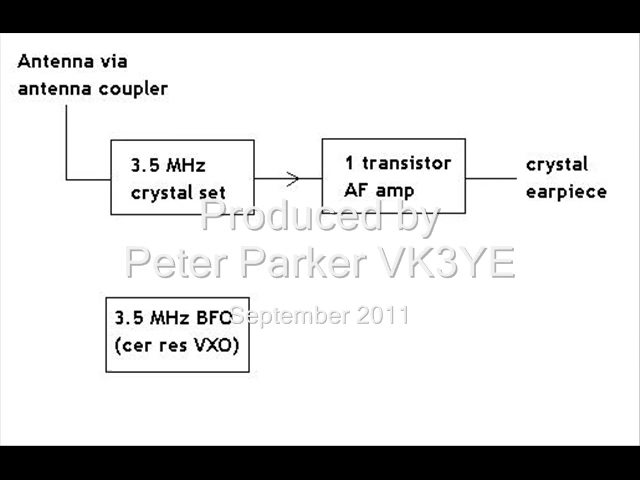 Antenna via
antenna coupler
3.5 MHz
crystal set
1 transistor
AF amp
crystal
earpiece
Produced by
Peter Parker VK3YE
3.5 MHz BFO
(cer res VXO)
September 2011